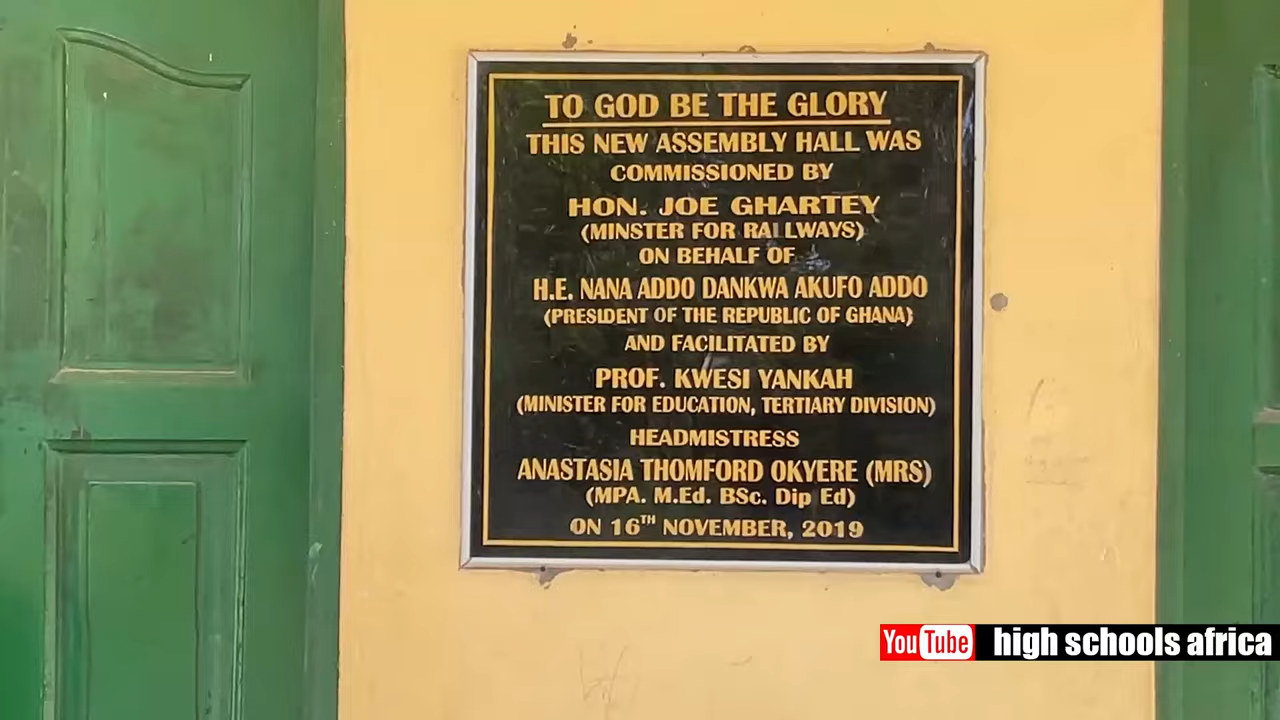 TO GOD BE THE GLORY
THIS NEW ASSEMBLY HALL WAS
COMMISSIONED BY
HON. JOE GHARTEY
(MINSTER FOR RAILWAYS)
ON BEHALF OF
H.E. NANA ADDO DANKWA AKUFO ADDO
(PRESIDENT OF THE REPUBLIC OF GHANA)
AND FACILITATED BY
PROF. KWESI YANKAH
(MINISTER FOR EDUCATION, TERTIARY DIVISION)
HEADMISTRESS
ANASTASIA THOMFORD OKYERE (MRS)
(MPA. M.Ed. BSc. Dip Ed)
ON 16TH NOVEMBER, 2019
YouTube high schools africa